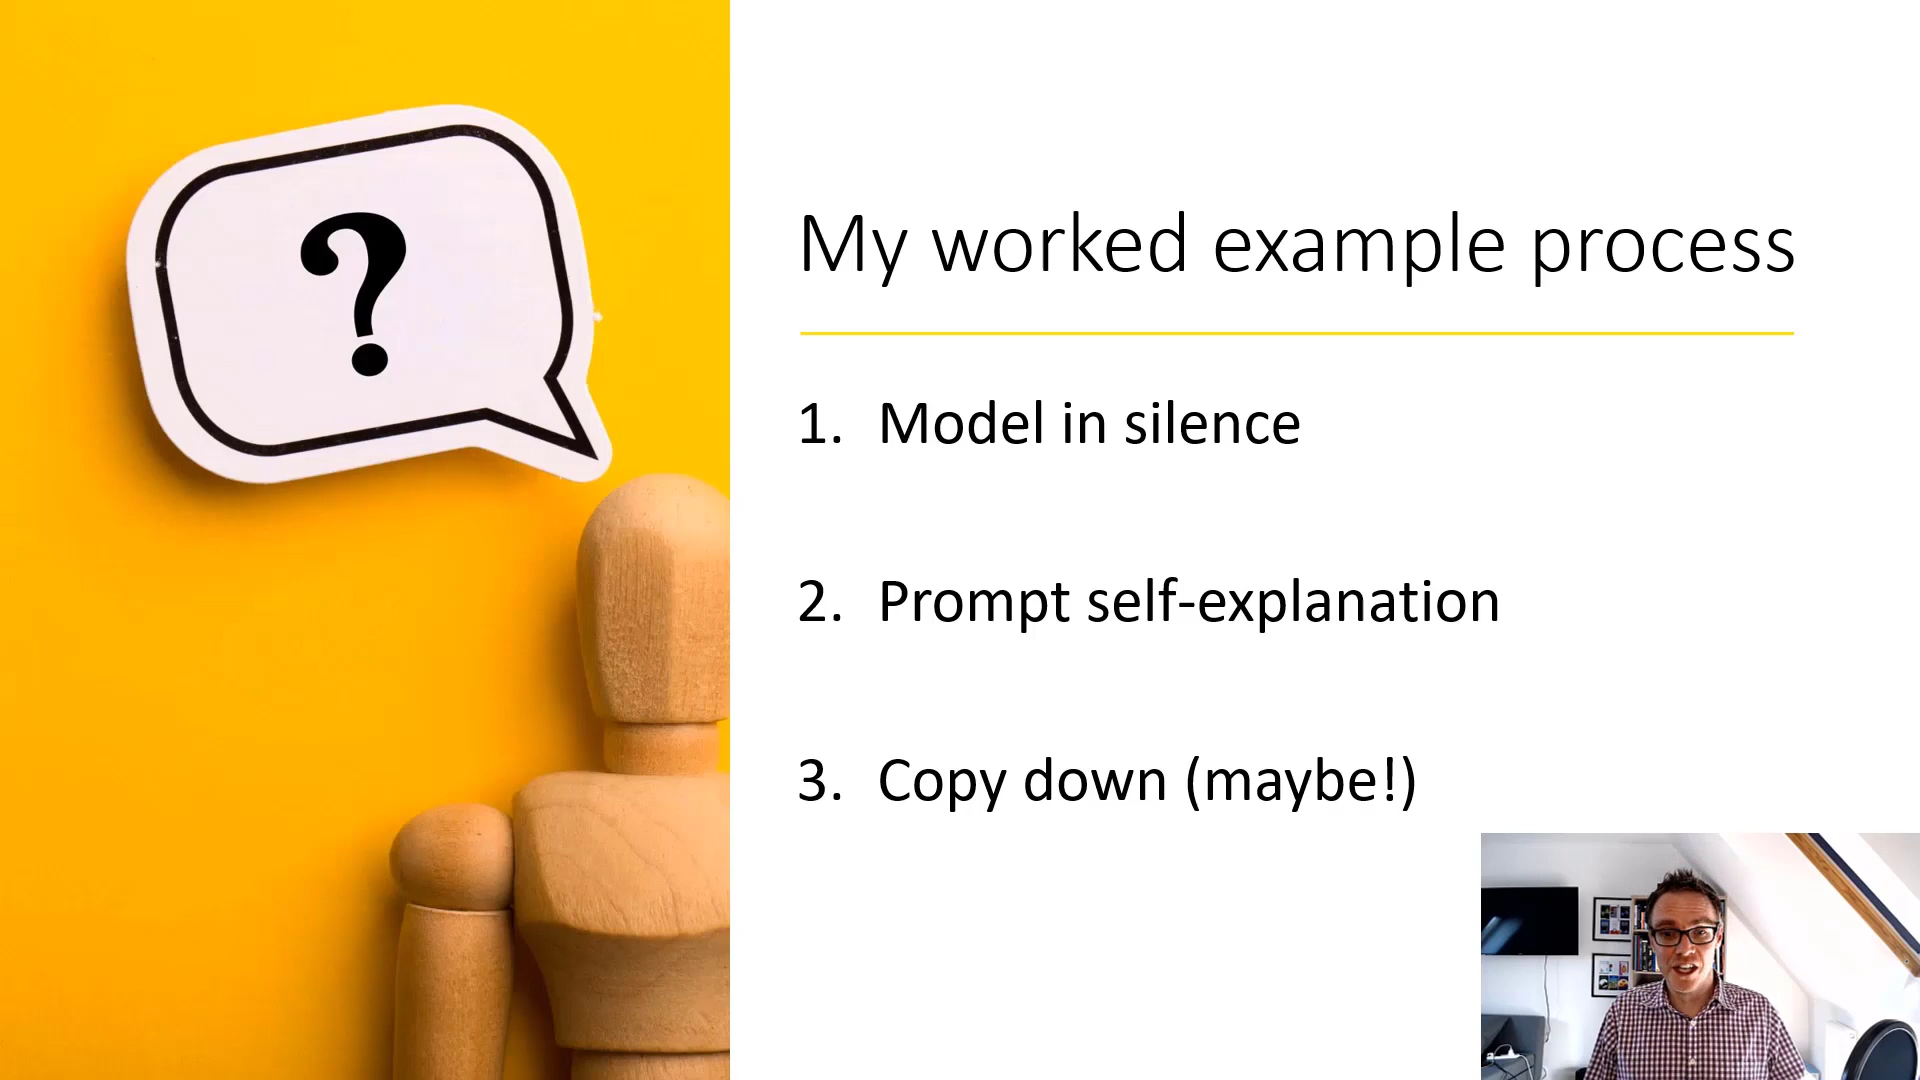 ?
My worked example process
1. Model in silence
2. Prompt self-explanation
3. Copy down (maybe!)